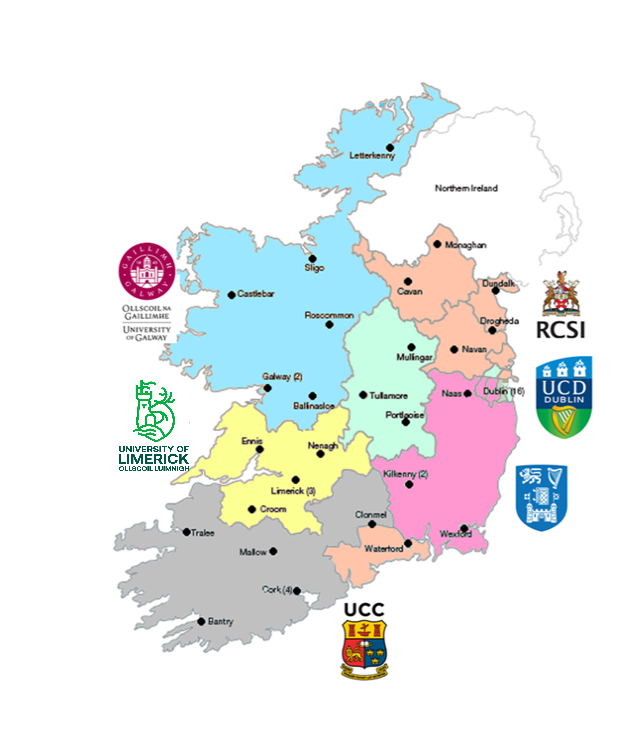 Letterkenny
Northern Ireland
Monaghan
Sligo
GAILLIMH
GALWAY
OLLSCOIL NA
GAILLIMHE
UNIVERSITY
OF GALWAY
Castlebar
Cavan
Dundalk
Roscommon
Drogheda
RCSI
Navan
Mullingar
Galway (2)
Ballinasloe
Tullamore
Naas
Dublin (16)
UCD
DUBLIN
Portlaoise
Ennis
Nenagh
UNIVERSITY OF
LIMERICK
OLLSCOIL LUIMNIGH
Kilkenny (2)
Limerick (3)
Croom
Clonmel
Tralee
Wexford
Mallow
Waterford
Cork (4)
UCC
Bantry